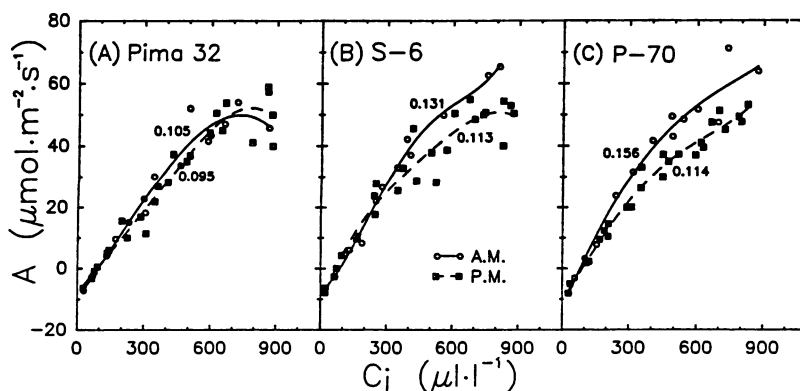 (A) Pima 32
(B) S-6
(C) P-70
80
60
40
20
0
-20
A (μmol·m⁻²·s⁻¹)
0.105
0.095
0.131
0.113
0.156
0.114
A.M.
P.M.
0 300 600 900
0 300 600 900
0 300 600 900
Ci (μl·l⁻¹)